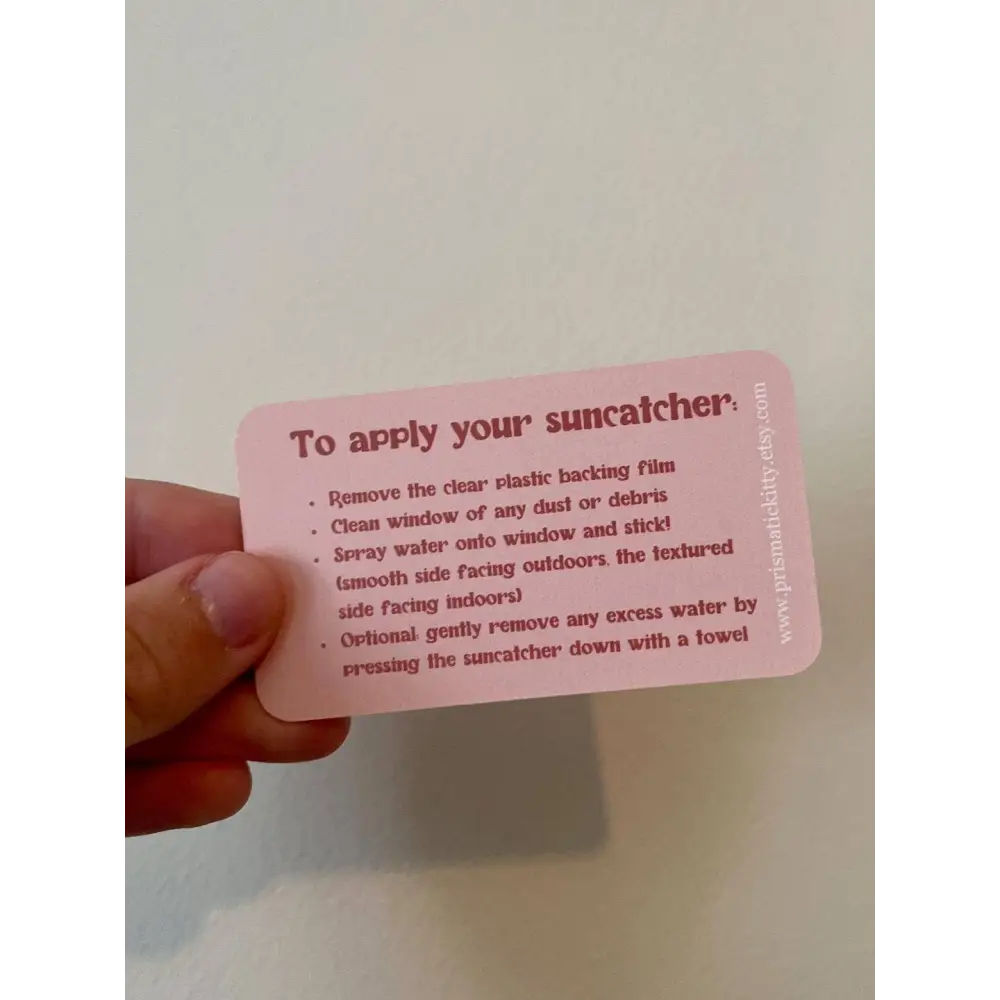 To apply your suncatcher:
• Remove the clear plastic backing film
• Clean window of any dust or debris
• Spray water onto window and stick!
(smooth side facing outdoors, the textured
side facing indoors)
• Optional: gently remove any excess water by
pressing the suncatcher down with a towel
www.prismatickitty.etsy.com